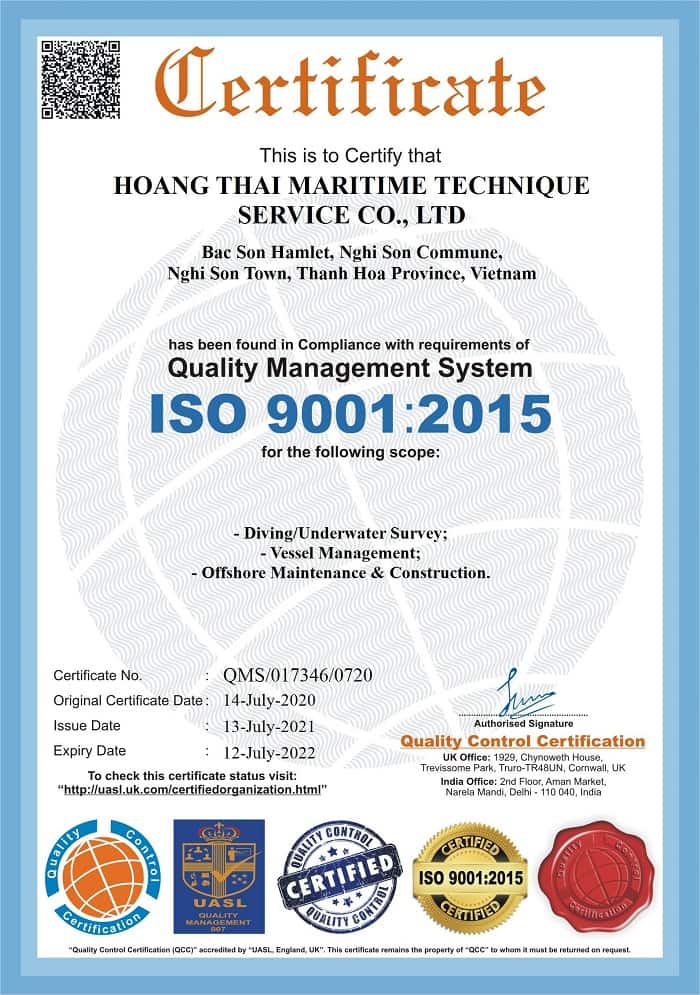 Certificate
This is to Certify that
HOANG THAI MARITIME TECHNIQUE
SERVICE CO., LTD
Bac Son Hamlet, Nghi Son Commune,
Nghi Son Town, Thanh Hoa Province, Vietnam
has been found in Compliance with requirements of
Quality Management System
ISO 9001:2015
for the following scope:
- Diving/Underwater Survey;
- Vessel Management;
- Offshore Maintenance & Construction.
Certificate No. : QMS/017346/0720
Original Certificate Date : 14-July-2020
Issue Date : 13-July-2021
Expiry Date : 12-July-2022
To check this certificate status visit:
“http://uasl.uk.com/certifiedorganization.html”
Authorised Signature
Quality Control Certification
UK Office: 1929, Chynoweth House,
Trevissome Park, Truro-TR48UN, Cornwall, UK
India Office: 2nd Floor, Aman Market,
Narela Mandi, Delhi - 110 040, India
Quality Control
Certification
UASL
QUALITY
MANAGEMENT
007
QUALITY CONTROL
CERTIFIED
QUALITY CONTROL
CERTIFIED
ISO 9001:2015
CERTIFIED
Quality Control
Certification
“Quality Control Certification (QCC)” accredited by “UASL, England, UK”. This certificate remains the property of “QCC” to whom it must be returned on request.